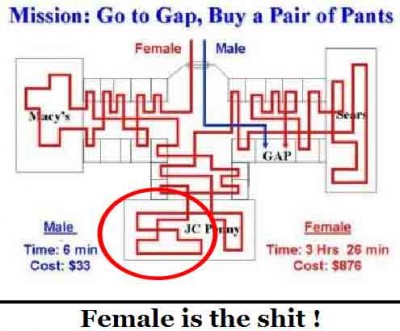 Mission: Go to Gap, Buy a Pair of Pants
Female Male
Macy's
Sears
GAP
JC Penny
Male
Time: 6 min
Cost: $33
Female
Time: 3 Hrs 26 min
Cost: $876
Female is the shit !